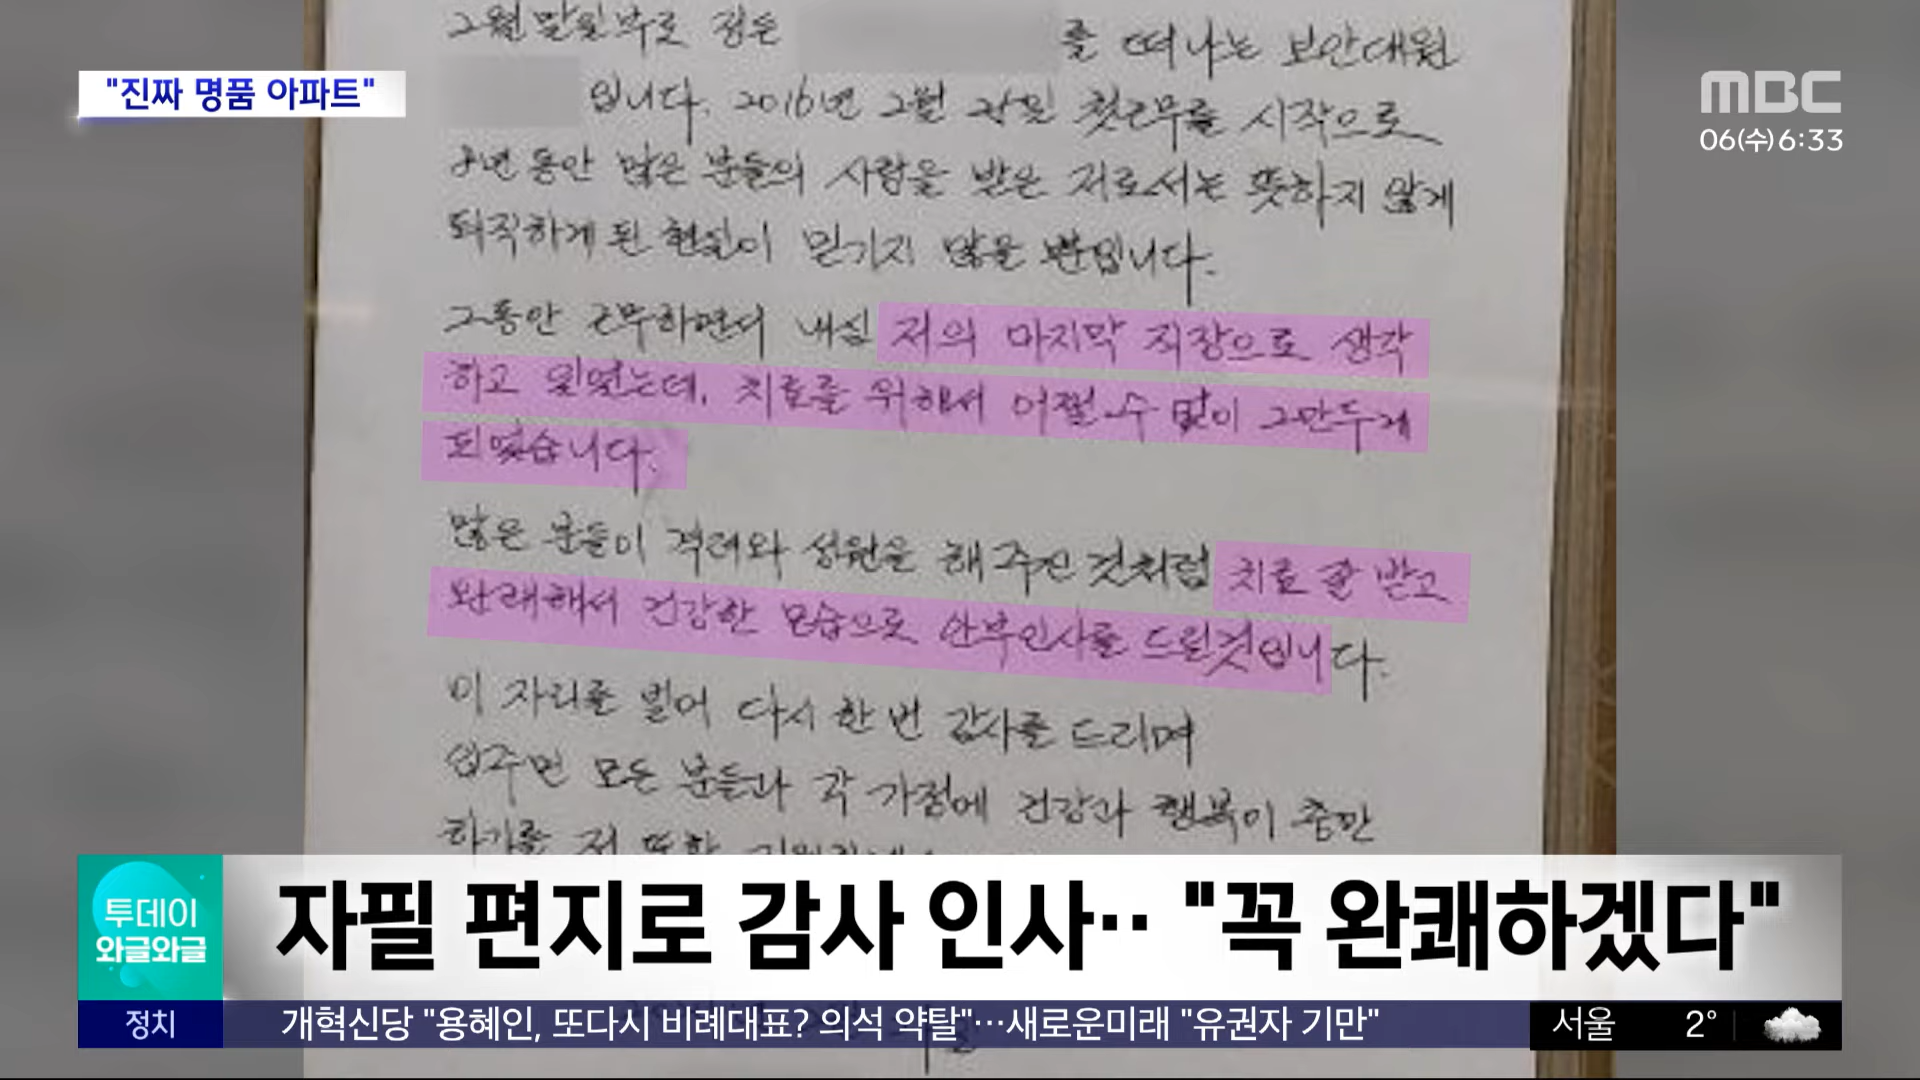 "진짜 명품 아파트"
MBC
06(수)6:33
2월말일부로 정든
를 떠나는 보안대원
입니다. 2016년 2월 일 첫근무를 시작으로
8년 동안 많은 분들의 사랑을 받은 저로서는 뜻하지 않게
퇴직하게 된 현실이 믿기지 않을 뿐입니다.
그동안 근무하면서 내심 저의 마지막 직장으로 생각
하고 있었는데, 치료를 위해서 어쩔 수 없이 그만두게
되었습니다.
많은 분들이 격려와 성원을 해 주신 것처럼 치료 잘 받고
완쾌해서 건강한 모습으로 안부인사를 드릴것입니다.
이 자리를 빌어 다시 한 번 감사를 드리며
입주민 모든 분들과 각 가정에 건강과 행복이 충만
하기를 저 또한
투데이
와글와글
자필 편지로 감사 인사‥ "꼭 완쾌하겠다"
정치
개혁신당 "용혜인, 또다시 비례대표? 의석 약탈"…새로운미래 "유권자 기만"
서울 2°